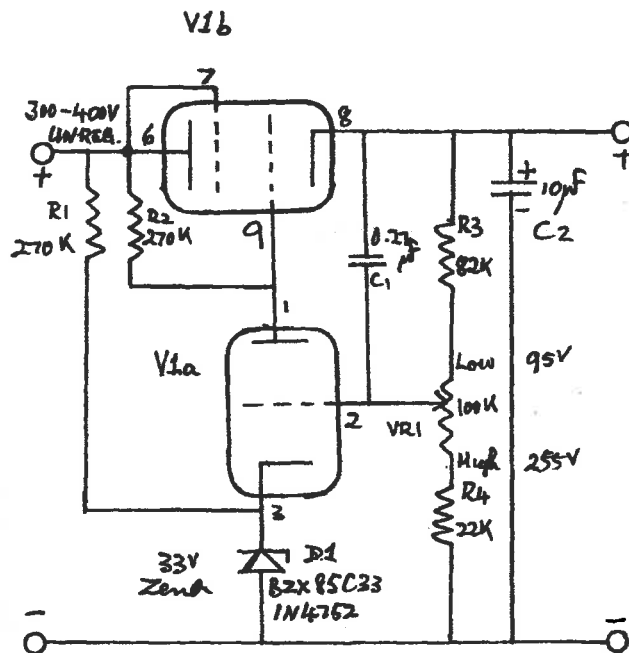 V1b
7
300-400V
UNREG.
6
8
+
+
R1
270K
R2
270K
9
0.27
µF
C1
R3
82K
+
10µF
-
C2
1
V1a
2
VR1
Low
95V
100K
High
255V
R4
22K
3
33V
Zener
D1
BZX85C33
1N4752
-
-